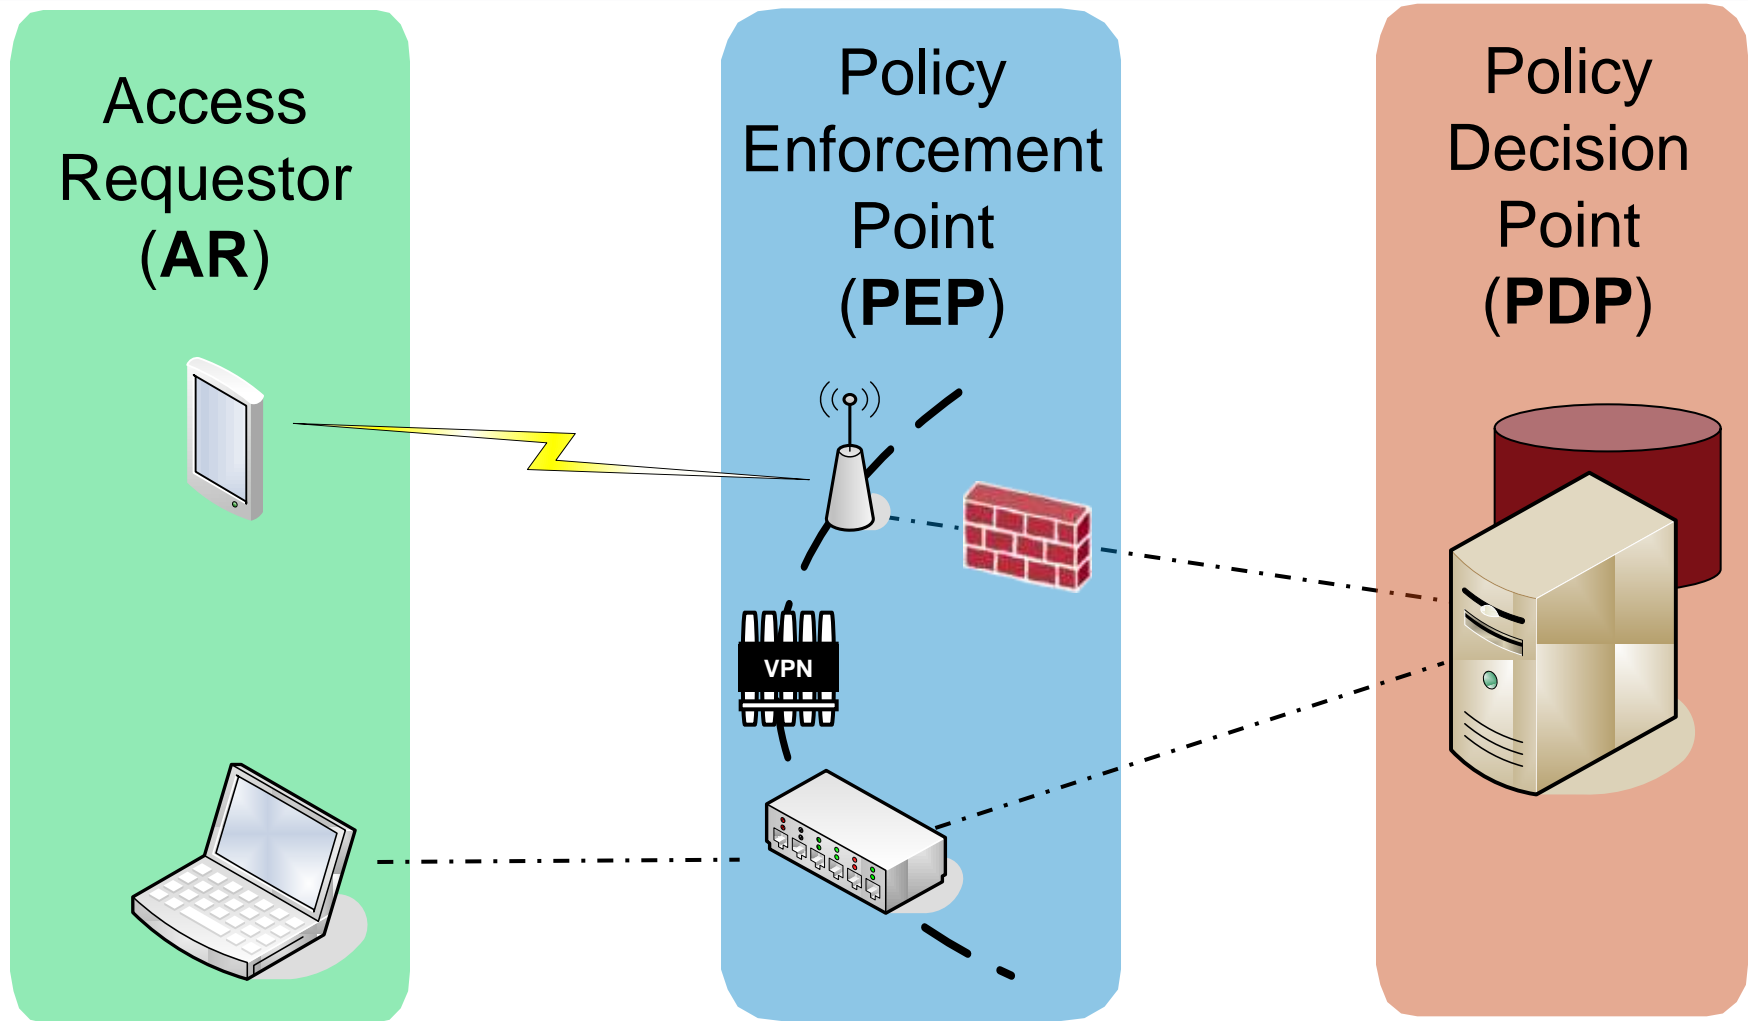 Access
Requestor
(AR)
Policy
Enforcement
Point
(PEP)
VPN
Policy
Decision
Point
(PDP)